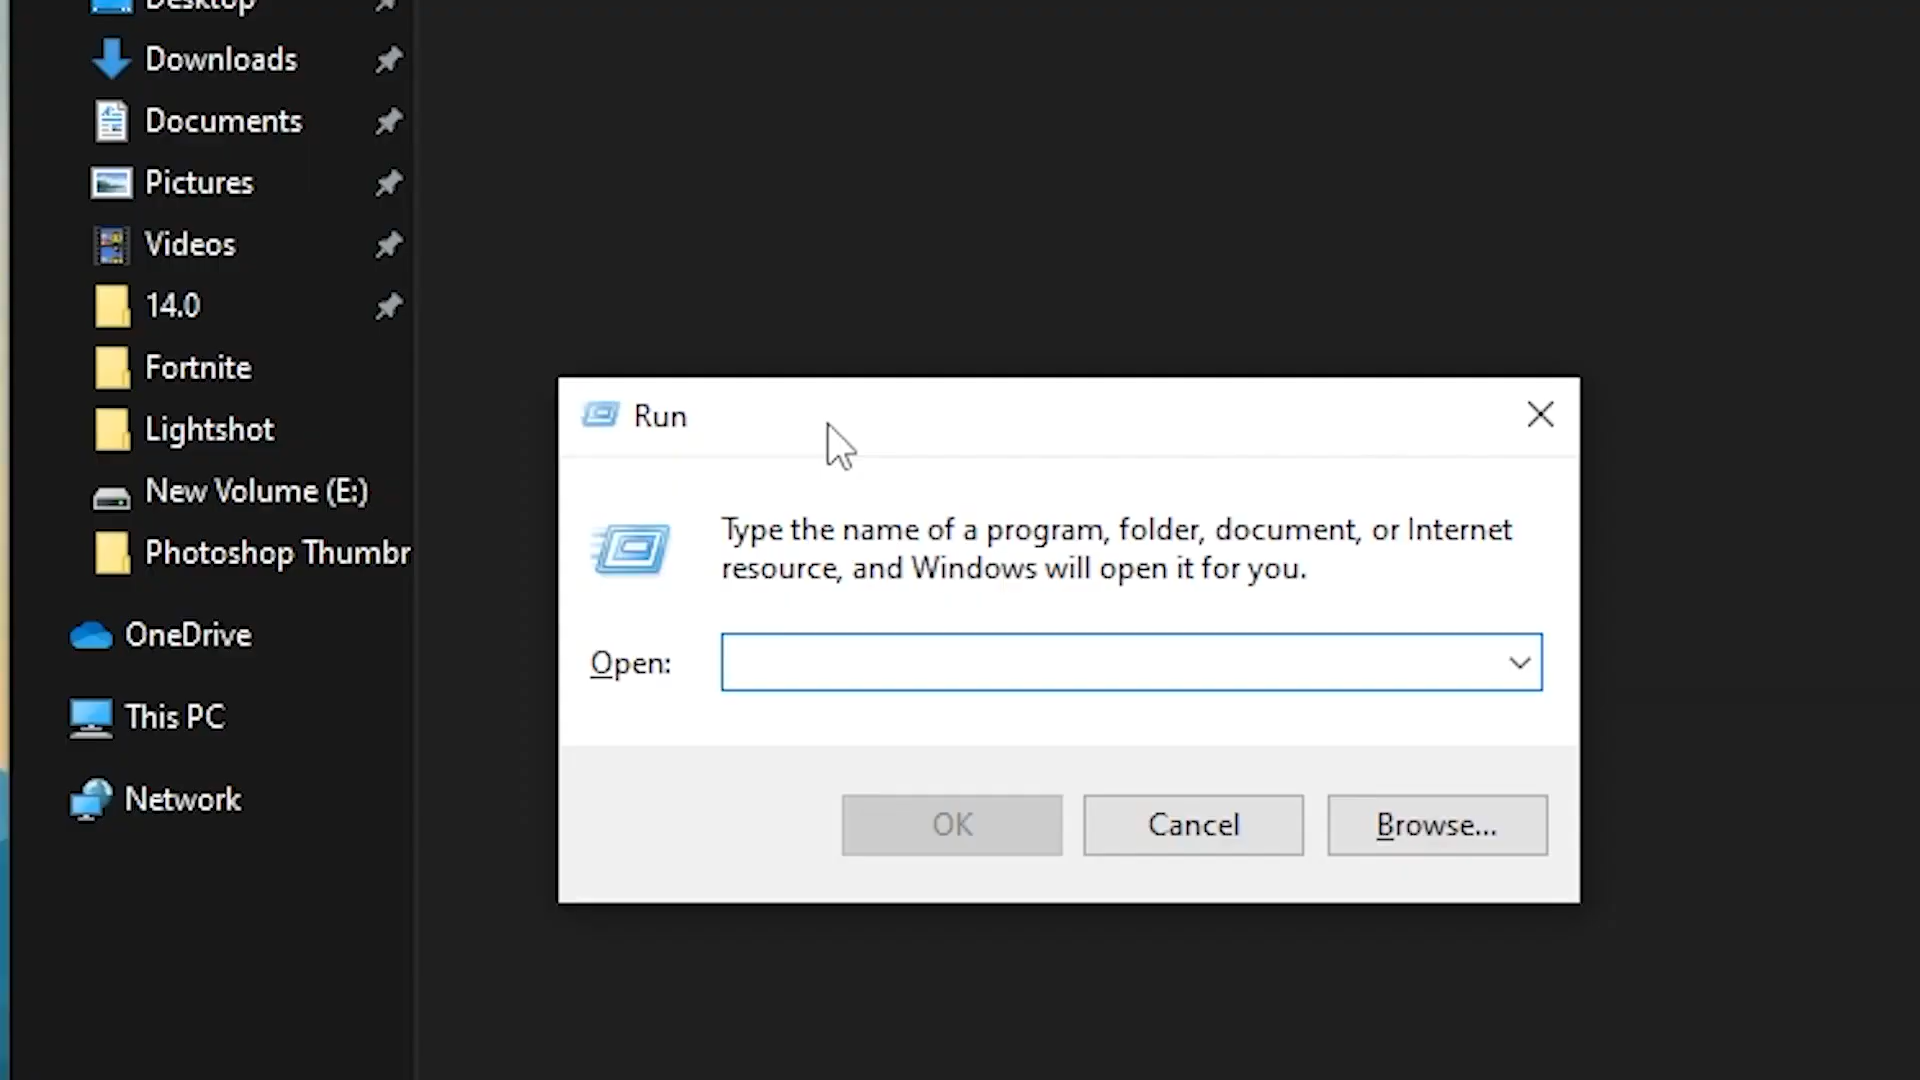 Desktop
Downloads
Documents
Pictures
Videos
14.0
Fortnite
Lightshot
New Volume (E:)
Photoshop Thumbr
OneDrive
This PC
Network
Run
Type the name of a program, folder, document, or Internet
resource, and Windows will open it for you.
Open:
OK
Cancel
Browse...